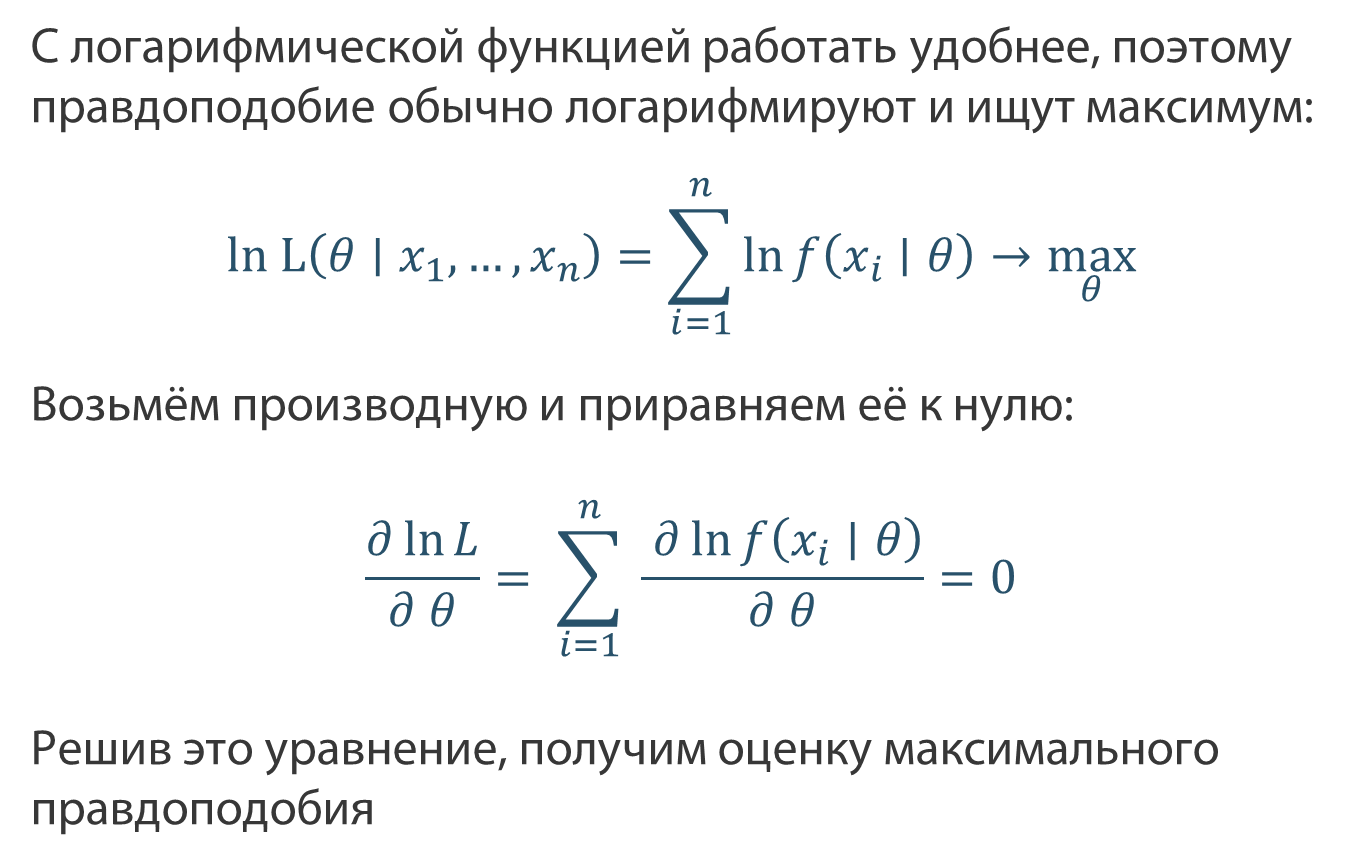 С логарифмической функцией работать удобнее, поэтому
правдоподобие обычно логарифмируют и ищут максимум:
ln L(θ | x₁, … , xₙ) = ∑ᵢ₌₁ⁿ ln f(xᵢ | θ) → max θ
Возьмём производную и приравняем её к нулю:
∂ ln L / ∂ θ = ∑ᵢ₌₁ⁿ ∂ ln f(xᵢ | θ) / ∂ θ = 0
Решив это уравнение, получим оценку максимального
правдоподобия